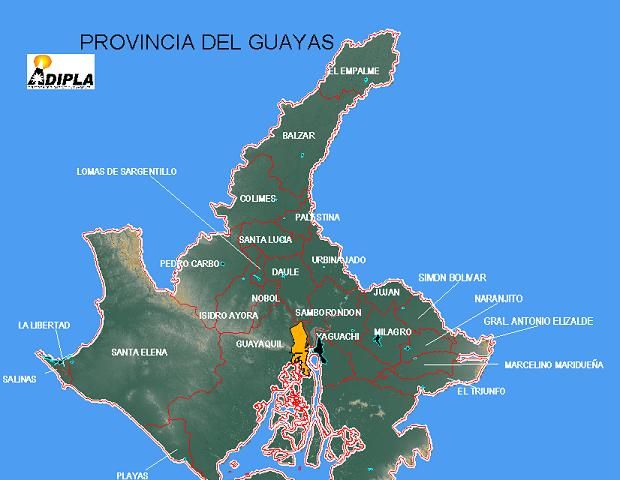 PROVINCIA DEL GUAYAS
ADIPLA
EL EMPALME
BALZAR
LOMAS DE SARGENTILLO
COLIMES
PALESTINA
SANTA LUCIA
PEDRO CARBO
URBINA JADO
DAULE
SIMON BOLIVAR
JUJAN
NOBOL
NARANJITO
ISIDRO AYORA
SAMBORONDON
GRAL. ANTONIO ELIZALDE
LA LIBERTAD
MILAGRO
YAGUACHI
GUAYAQUIL
SANTA ELENA
MARCELINO MARIDUEÑA
SALINAS
EL TRIUNFO
PLAYAS